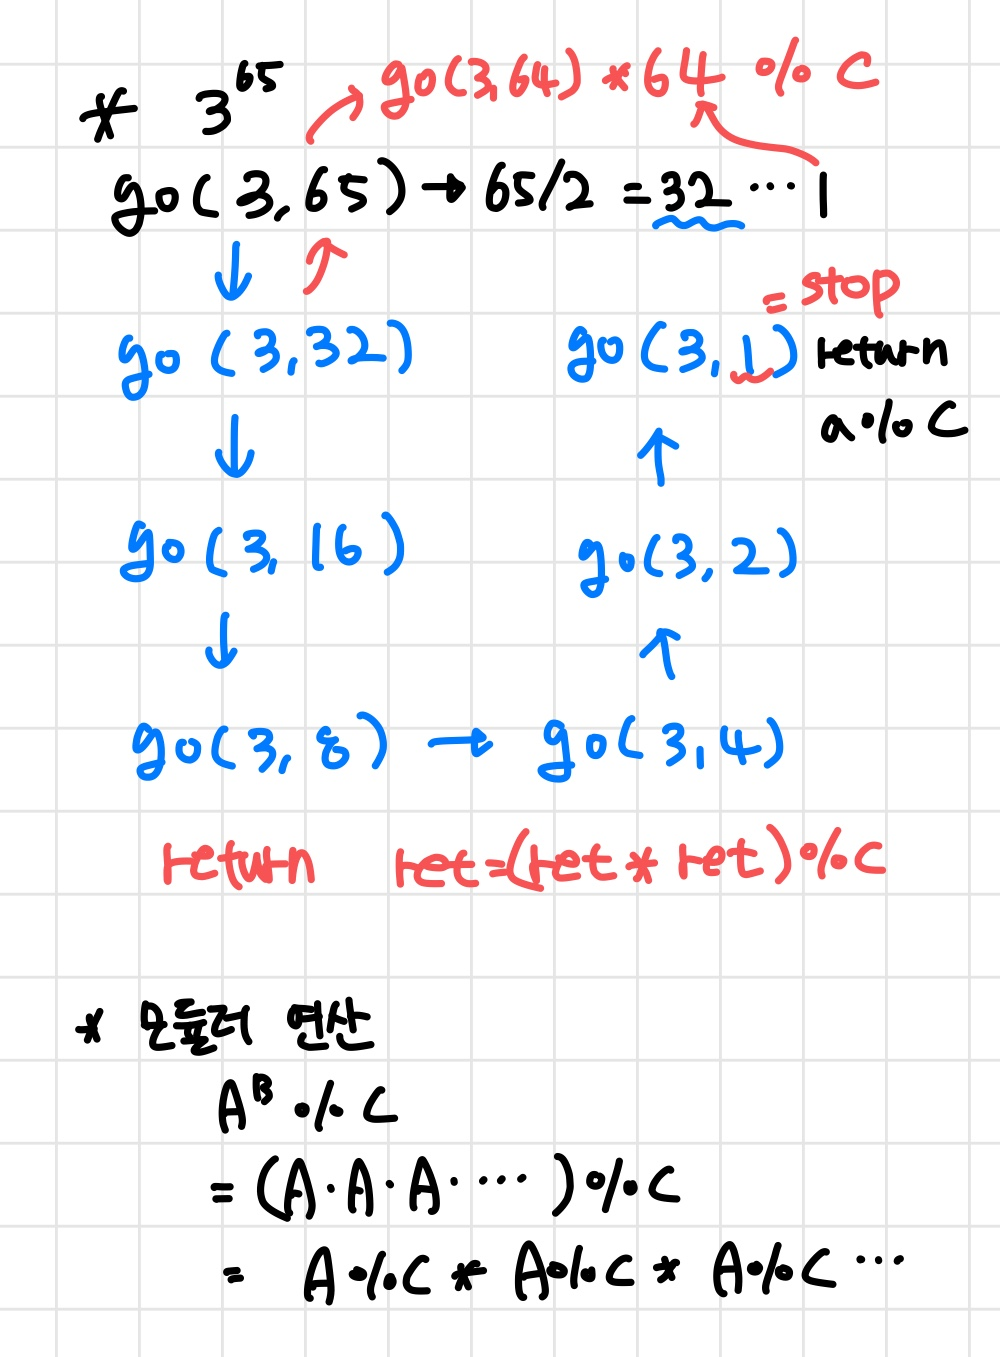 * 3^65
go(3,64) * 64 % C
go(3,65) → 65/2 = 32 ... 1
↓
go(3,32)
↓
go(3,16)
↓
go(3,8) → go(3,4)
↑
go(3,2)
↑
go(3,1) return
= stop
a % C
return ret=(ret * ret) % C
* 모듈러 연산
A^B % C
= (A·A·A·...·) % C
= A % C * A % C * A % C ...